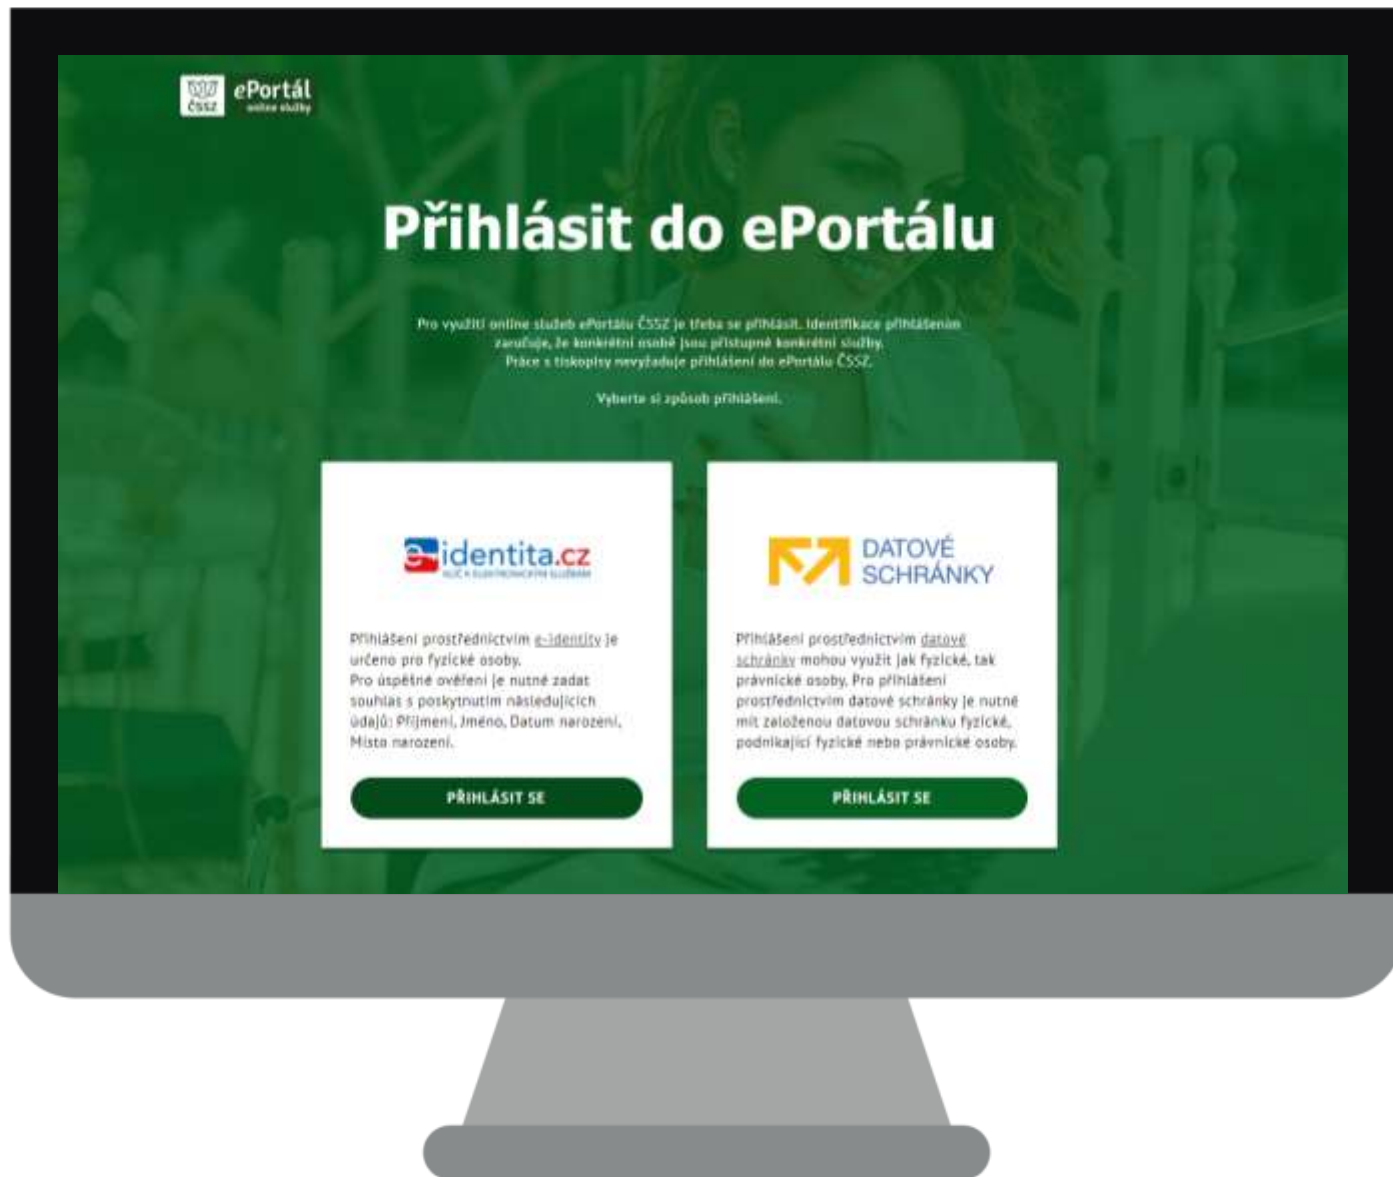 ČSSZ
ePortál
online služby
Přihlásit do ePortálu
Pro využití online služeb ePortálu ČSSZ je třeba se přihlásit. Identifikace přihlášením
zaručuje, že konkrétní osobě jsou přístupné konkrétní služby.
Práce s tiskopisy nevyžaduje přihlášení do ePortálu ČSSZ.
Vyberte si způsob přihlášení.
e-identita.cz
KLÍČ K ELEKTRONICKÝM SLUŽBÁM
Přihlášení prostřednictvím e-identity je
určeno pro fyzické osoby.
Pro úspěšné ověření je nutné zadat
souhlas s poskytnutím následujících
údajů: Příjmení, Jméno, Datum narození,
Místo narození.
PŘIHLÁSIT SE
DATOVÉ
SCHRÁNKY
Přihlášení prostřednictvím datové
schránky mohou využít jak fyzické, tak
právnické osoby. Pro přihlášení
prostřednictvím datové schránky je nutné
mít založenou datovou schránku fyzické,
podnikající fyzické nebo právnické osoby.
PŘIHLÁSIT SE